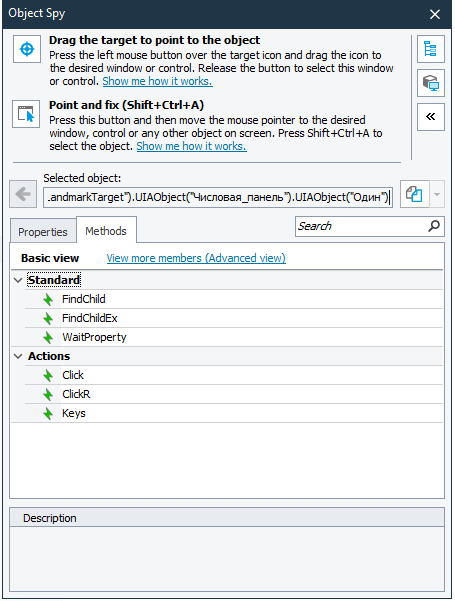 Object Spy
Drag the target to point to the object
Press the left mouse button over the target icon and drag the icon to
the desired window or control. Release the button to select this window
or control. Show me how it works.
Point and fix (Shift+Ctrl+A)
Press this button and then move the mouse pointer to the desired
window, control or any other object on screen. Press Shift+Ctrl+A to
select the object. Show me how it works.
Selected object:
.andmarkTarget").UIAObject("Числовая_панель").UIAObject("Один")
Properties
Methods
Search
Basic view
View more members (Advanced view)
Standard
FindChild
FindChildEx
WaitProperty
Actions
Click
ClickR
Keys
Description